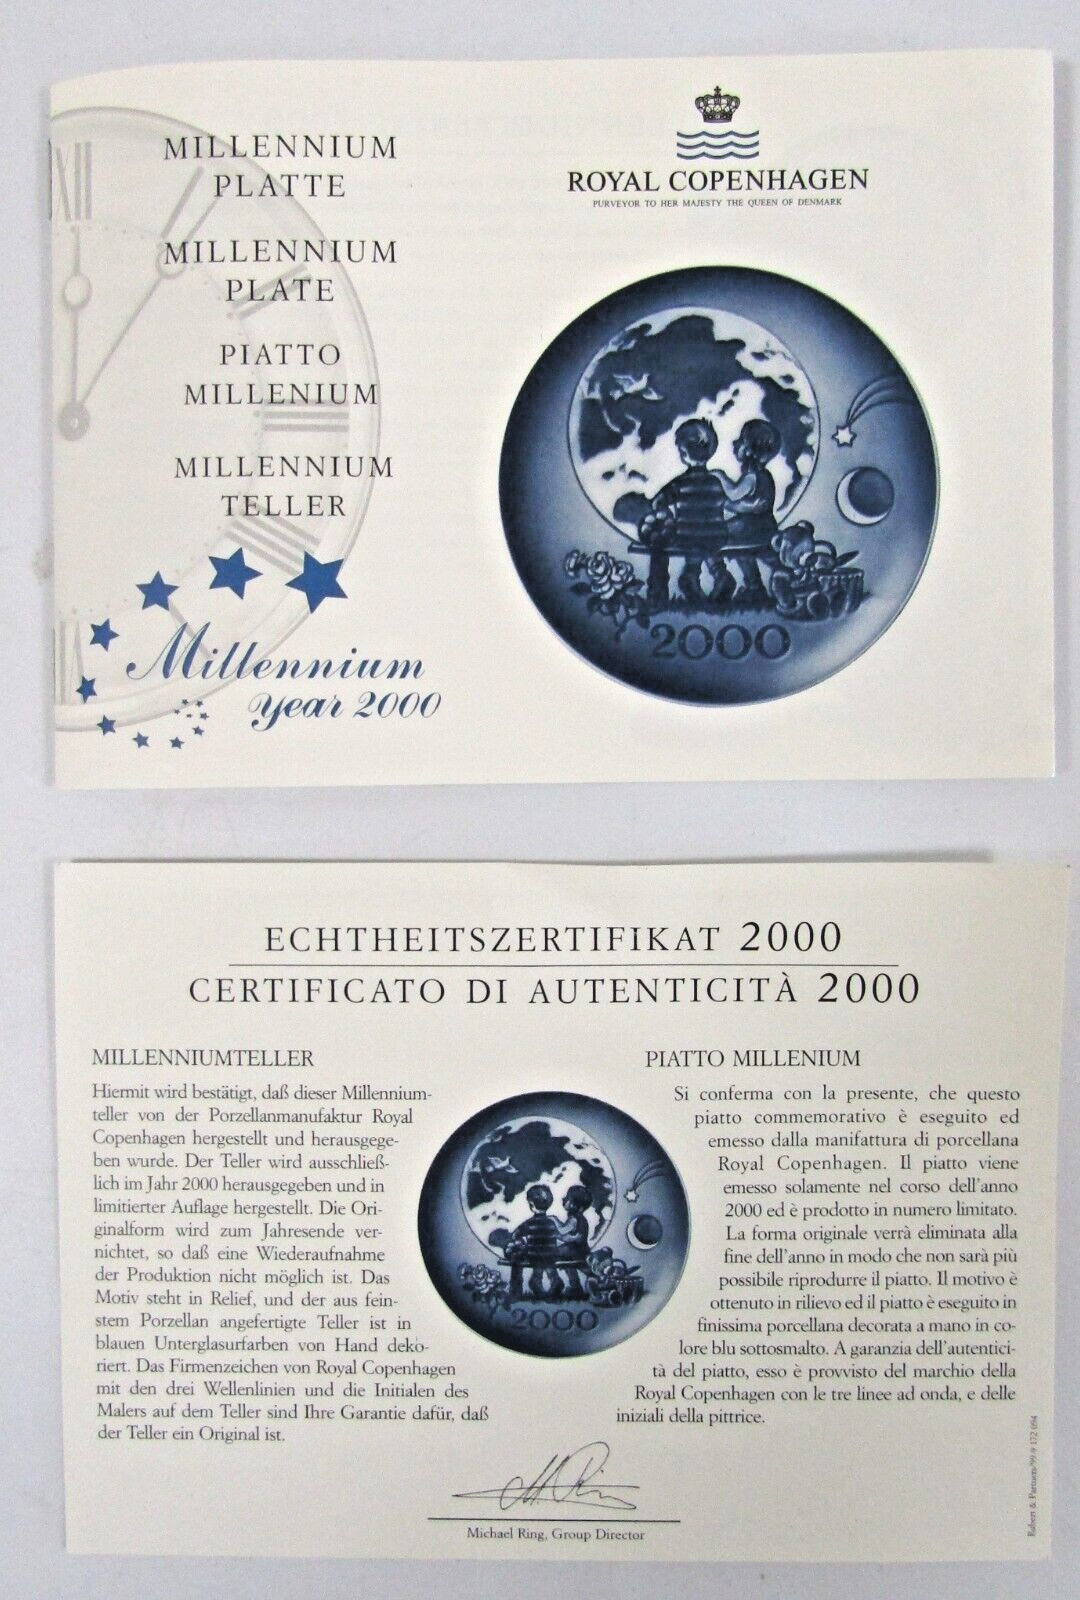 MILLENNIUM
PLATTE
MILLENNIUM
PLATE
PIATTO
MILLENIUM
MILLENNIUM
TELLER
Millennium
year 2000
ROYAL COPENHAGEN
PURVEYOR TO HER MAJESTY THE QUEEN OF DENMARK
2000
ECHTHEITSZERTIFIKAT 2000
CERTIFICATO DI AUTENTICITÀ 2000
MILLENNIUMTELLER
Hiermit wird bestätigt, daß dieser Millennium-
teller von der Porzellanmanufaktur Royal
Copenhagen hergestellt und herausgege-
ben wurde. Der Teller wird ausschließ-
lich im Jahr 2000 herausgegeben und in
limitierter Auflage hergestellt. Die Ori-
ginalform wird zum Jahresende ver-
nichtet, so daß eine Wiederaufnahme
der Produktion nicht möglich ist. Das
Motiv steht in Relief, und der aus fein-
stem Porzellan angefertigte Teller ist in
blauen Unterglasurfarben von Hand deko-
riert. Das Firmenzeichen von Royal Copenhagen
mit den drei Wellenlinien und die Initialen des
Malers auf dem Teller sind Ihre Garantie dafür, daß
der Teller ein Original ist.
2000
PIATTO MILLENIUM
Si conferma con la presente, che questo
piatto commemorativo è eseguito ed
emesso dalla manifattura di porcellana
Royal Copenhagen. Il piatto viene
emesso solamente nel corso dell'anno
2000 ed è prodotto in numero limitato.
La forma originale verrà eliminata alla
fine dell'anno in modo che non sarà più
possibile riprodurre il piatto. Il motivo è
ottenuto in rilievo ed il piatto è eseguito in
finissima porcellana decorata a mano in co-
lore blu sottosmalto. A garanzia dell'autentici-
tà del piatto, esso è provvisto del marchio della
Royal Copenhagen con le tre linee ad onda, e delle
iniziali della pittrice.
Michael Ring, Group Director
& Partners/99 # 172 094